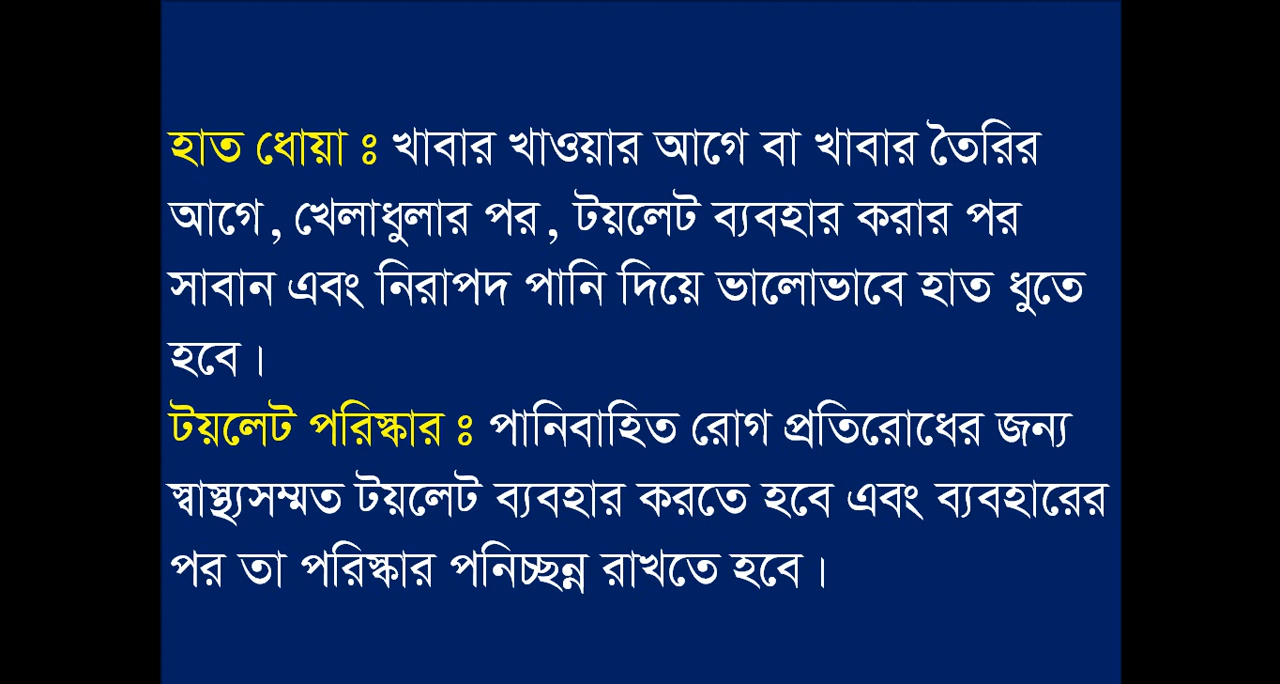 হাত ধোয়া ঃ খাবার খাওয়ার আগে বা খাবার তৈরির
আগে, খেলাধুলার পর, টয়লেট ব্যবহার করার পর
সাবান এবং নিরাপদ পানি দিয়ে ভালোভাবে হাত ধুতে
হবে।
টয়লেট পরিস্কার ঃ পানিবাহিত রোগ প্রতিরোধের জন্য
স্বাস্থ্যসম্মত টয়লেট ব্যবহার করতে হবে এবং ব্যবহারের
পর তা পরিস্কার পনিচ্ছন্ন রাখতে হবে।